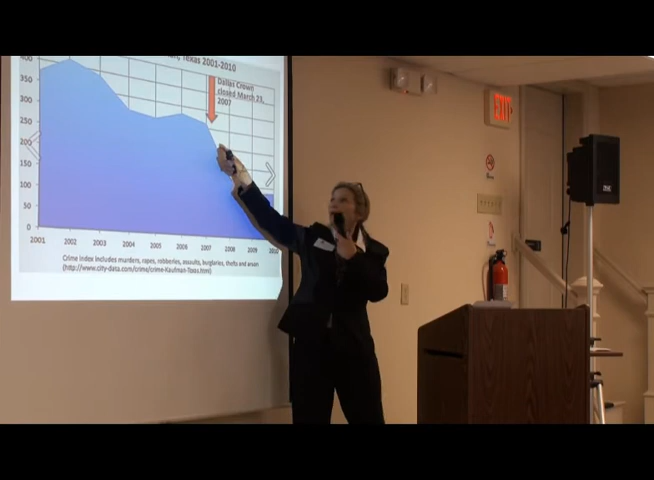 Texas 2001-2010
400
350
300
250
200
150
100
50
0
Dallas Crown
closed March 23,
2007
2001 2002 2003 2004 2005 2006 2007 2008 2009 2010
Crime index includes murders, rapes, robberies, assaults, burglaries, thefts and arson
(http://www.city-data.com/crime/crime-Kaufman-Texas.html)
EXIT